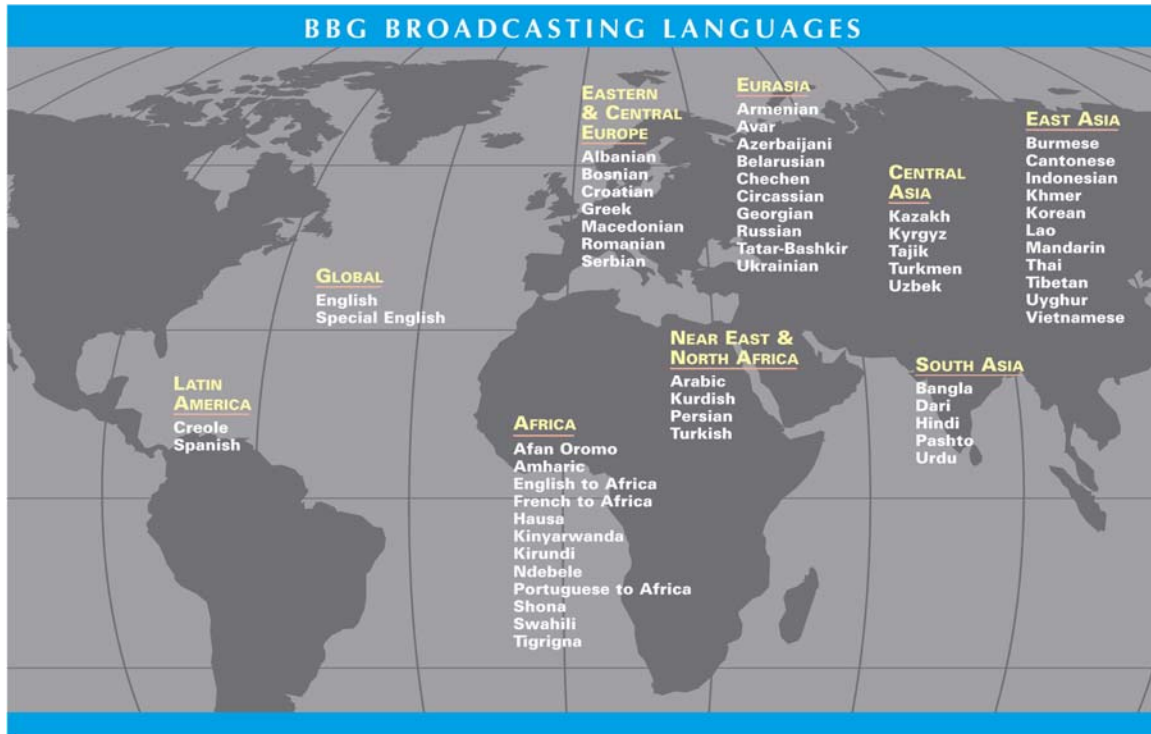 BBG BROADCASTING LANGUAGES
EASTERN
& CENTRAL
EUROPE
Albanian
Bosnian
Croatian
Greek
Macedonian
Romanian
Serbian
EURASIA
Armenian
Avar
Azerbaijani
Belarusian
Chechen
Circassian
Georgian
Russian
Tatar-Bashkir
Ukrainian
CENTRAL
ASIA
Kazakh
Kyrgyz
Tajik
Turkmen
Uzbek
EAST ASIA
Burmese
Cantonese
Indonesian
Khmer
Korean
Lao
Mandarin
Thai
Tibetan
Uyghur
Vietnamese
GLOBAL
English
Special English
LATIN
AMERICA
Creole
Spanish
AFRICA
Afan Oromo
Amharic
English to Africa
French to Africa
Hausa
Kinyarwanda
Kirundi
Ndebele
Portuguese to Africa
Shona
Swahili
Tigrigna
NEAR EAST &
NORTH AFRICA
Arabic
Kurdish
Persian
Turkish
SOUTH ASIA
Bangla
Dari
Hindi
Pashto
Urdu